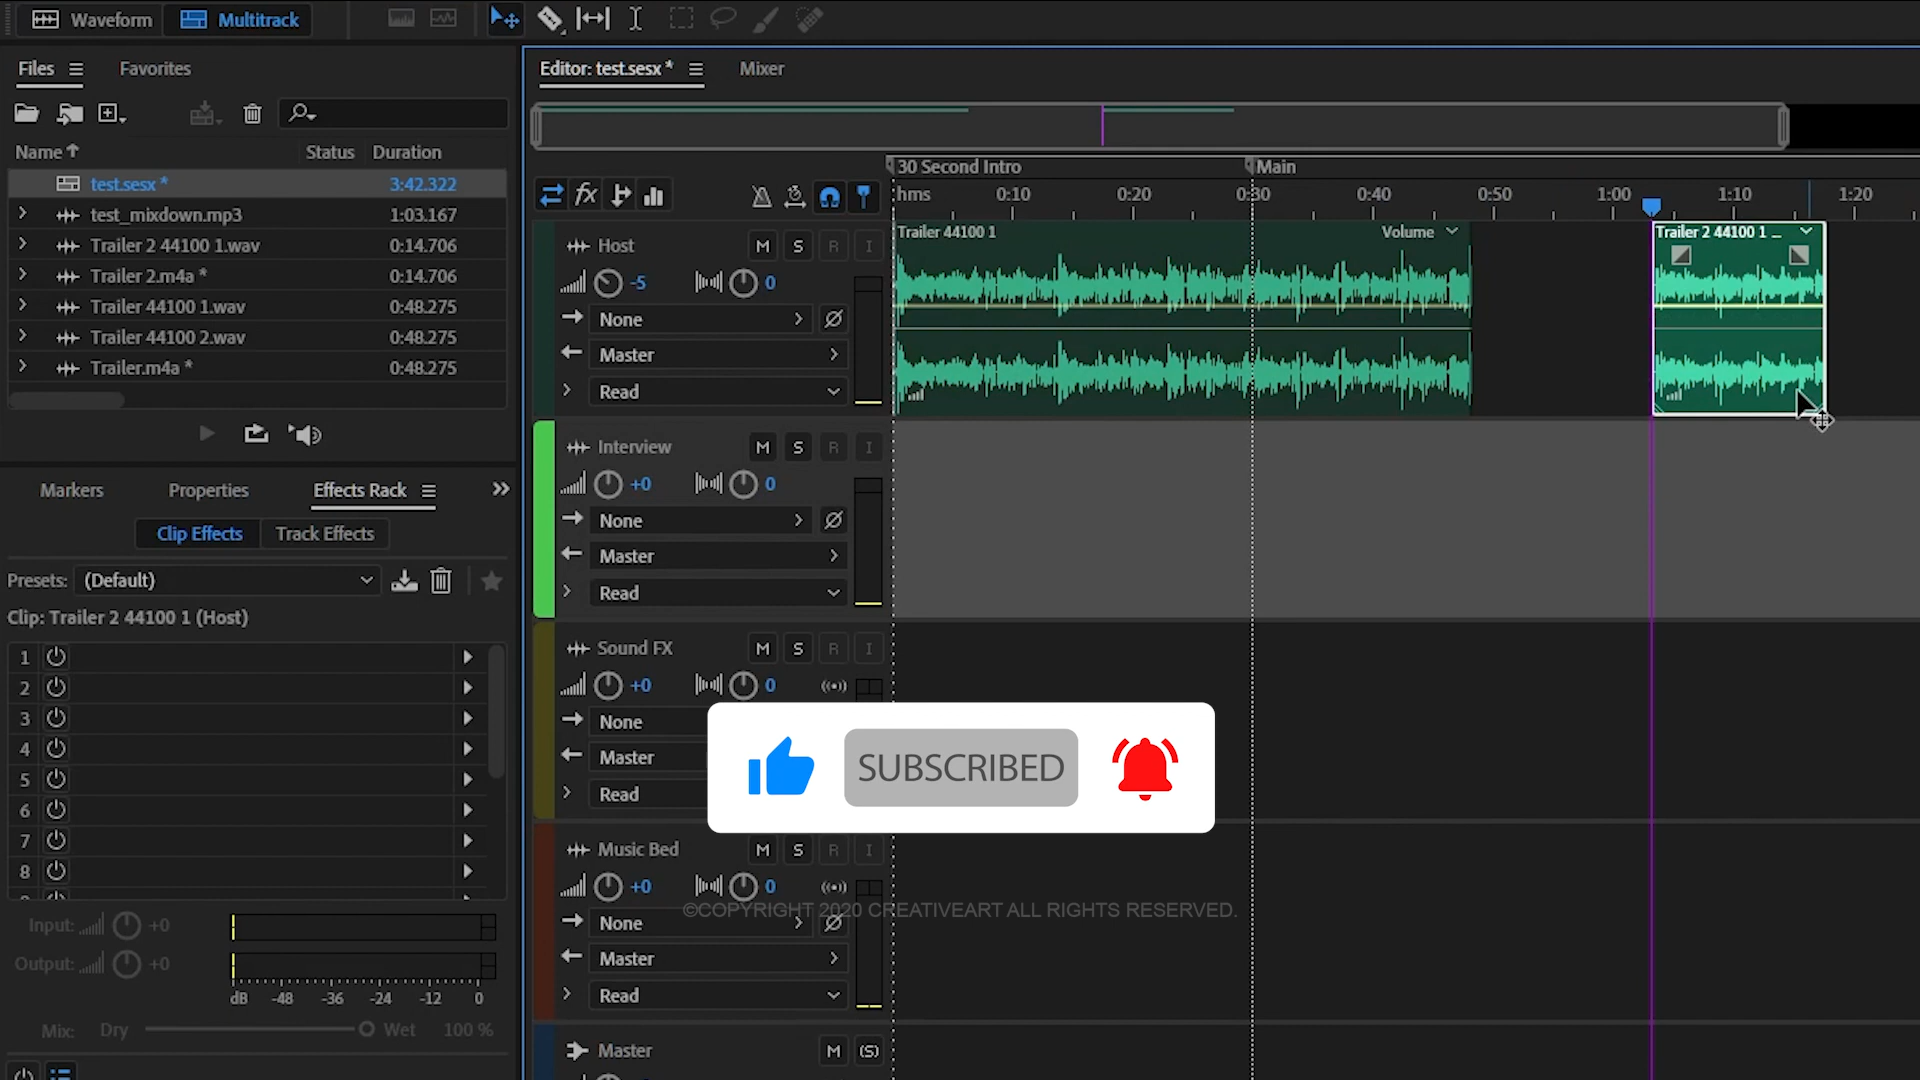 Waveform Multitrack
Files Favorites
Editor: test.sesx * Mixer
Name Status Duration
test.sesx * 3:42.322
test_mixdown.mp3 1:03.167
Trailer 2 44100 1.wav 0:14.706
Trailer 2.m4a * 0:14.706
Trailer 44100 1.wav 0:48.275
Trailer 44100 2.wav 0:48.275
Trailer.m4a * 0:48.275
30 Second Intro Main
hms 0:10 0:20 0:30 0:40 0:50 1:00 1:10 1:20
Trailer 44100 1 Volume Trailer 2 44100 1 ...
Host M S R I
-5 0
None
Master
Read
Interview M S R I
+0 0
None
Master
Read
Sound FX M S R I
+0 0
None
Master
Read
Music Bed M S R I
+0 0
None
Master
Read
Master M (S)
Markers Properties Effects Rack
Clip Effects Track Effects
Presets: (Default)
Clip: Trailer 2 44100 1 (Host)
1
2
3
4
5
6
7
8
Input: +0
Output: +0
dB -48 -36 -24 -12 0
Mix: Dry Wet 100 %
SUBSCRIBED
©COPYRIGHT 2020 CREATIVEART ALL RIGHTS RESERVED.